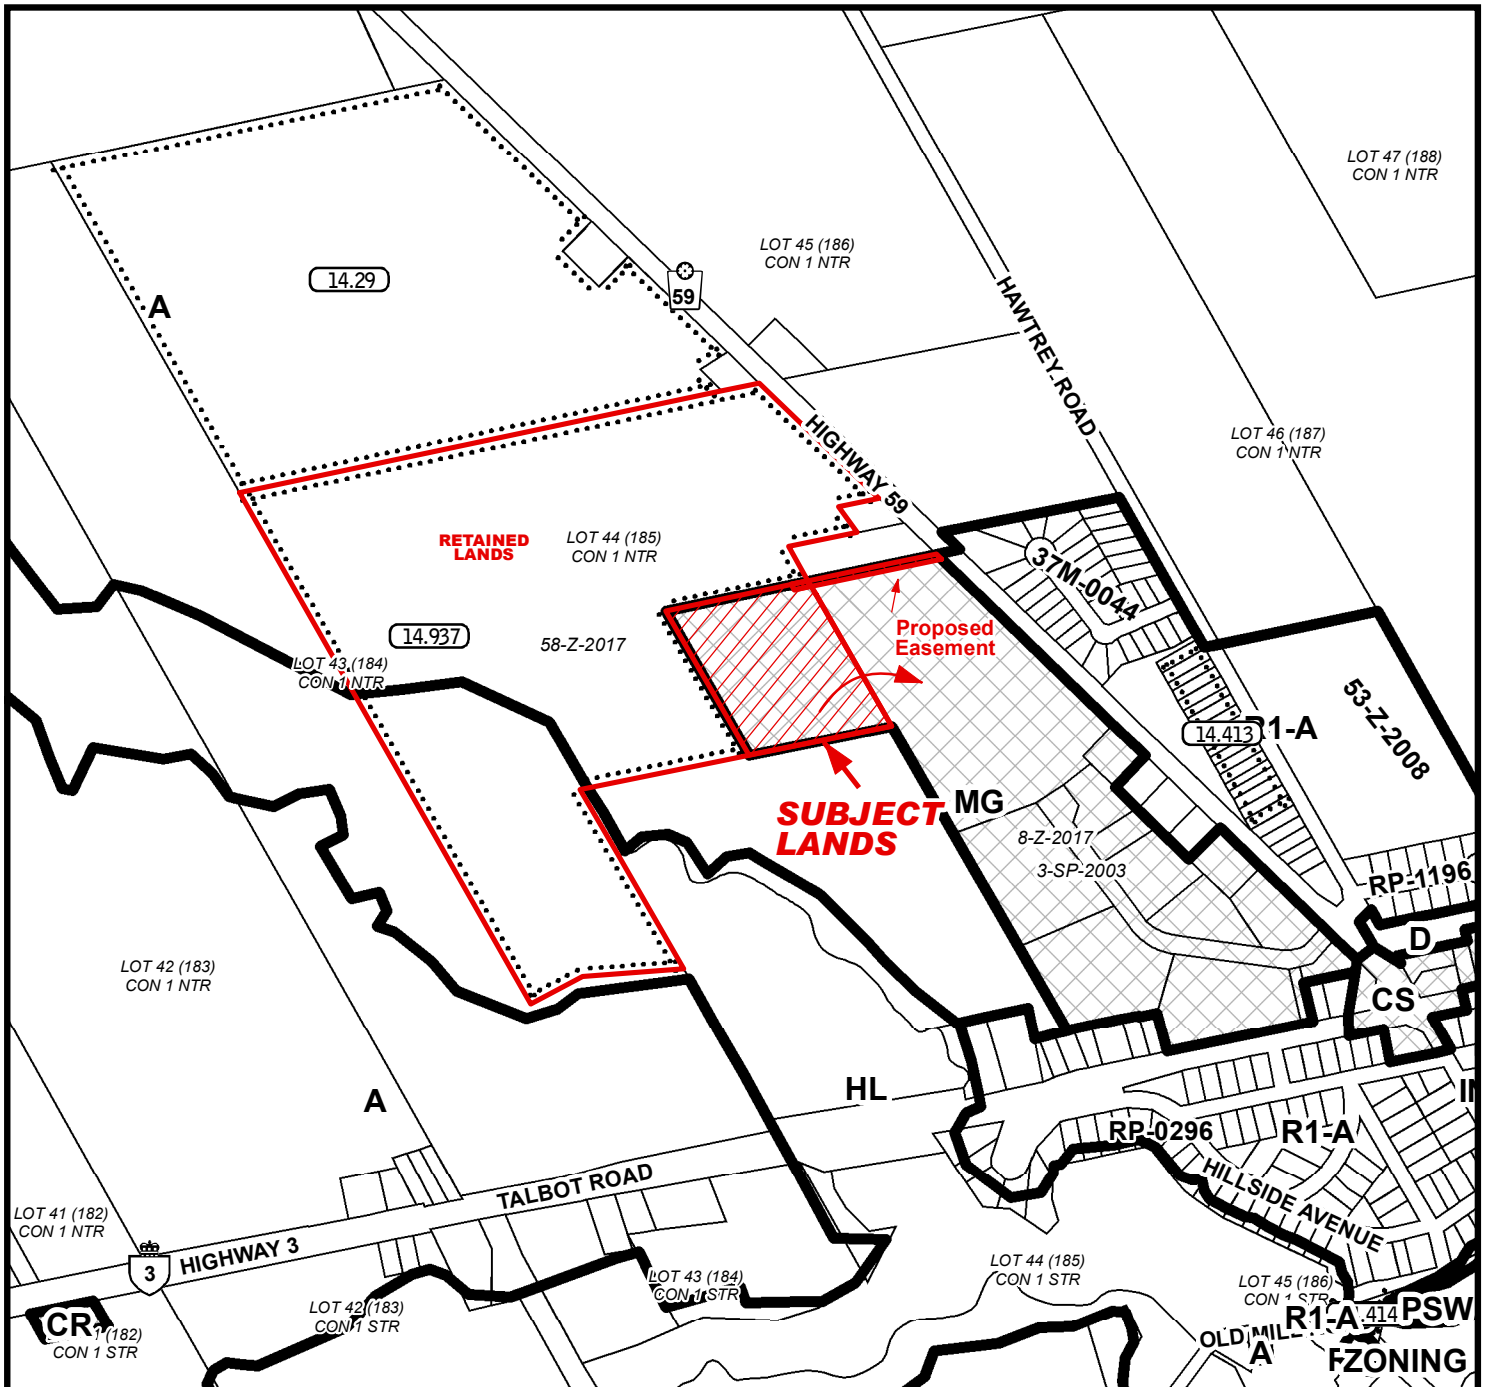 LOT 47 (188)
CON 1 NTR
LOT 45 (186)
CON 1 NTR
14.29
A
59
HAWTREY ROAD
HIGHWAY 59
LOT 46 (187)
CON 1 NTR
RETAINED
LANDS
LOT 44 (185)
CON 1 NTR
37M-0044
14.937
58-Z-2017
Proposed
Easement
LOT 43 (184)
CON 1 NTR
53-Z-2008
14.413
R1-A
SUBJECT
LANDS
MG
8-Z-2017
3-SP-2003
RP-1196
D
LOT 42 (183)
CON 1 NTR
CS
HL
A
RP-0296
R1-A
HILLSIDE AVENUE
TALBOT ROAD
LOT 41 (182)
CON 1 NTR
HIGHWAY 3
3
LOT 43 (184)
CON 1 STR
LOT 44 (185)
CON 1 STR
LOT 45 (186)
CON 1 STR
LOT 42 (183)
CON 1 STR
CR
(182)
CON 1 STR
R1-A
414
PSW
OLD MILL
A
ZONING